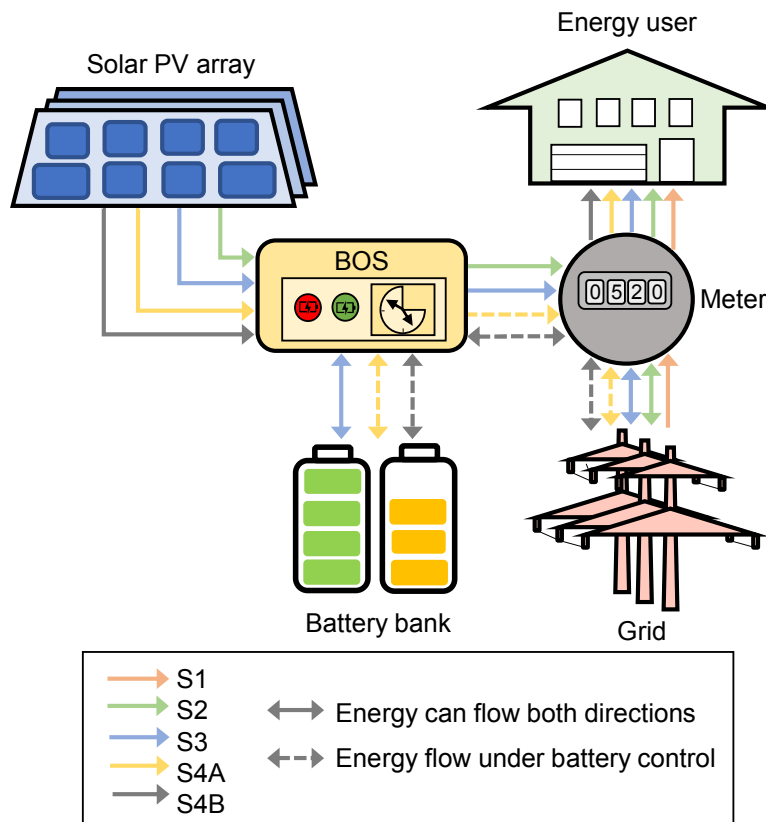 Energy user
Solar PV array
BOS
0520
Meter
Battery bank
Grid
S1
S2
S3
S4A
S4B
Energy can flow both directions
Energy flow under battery control